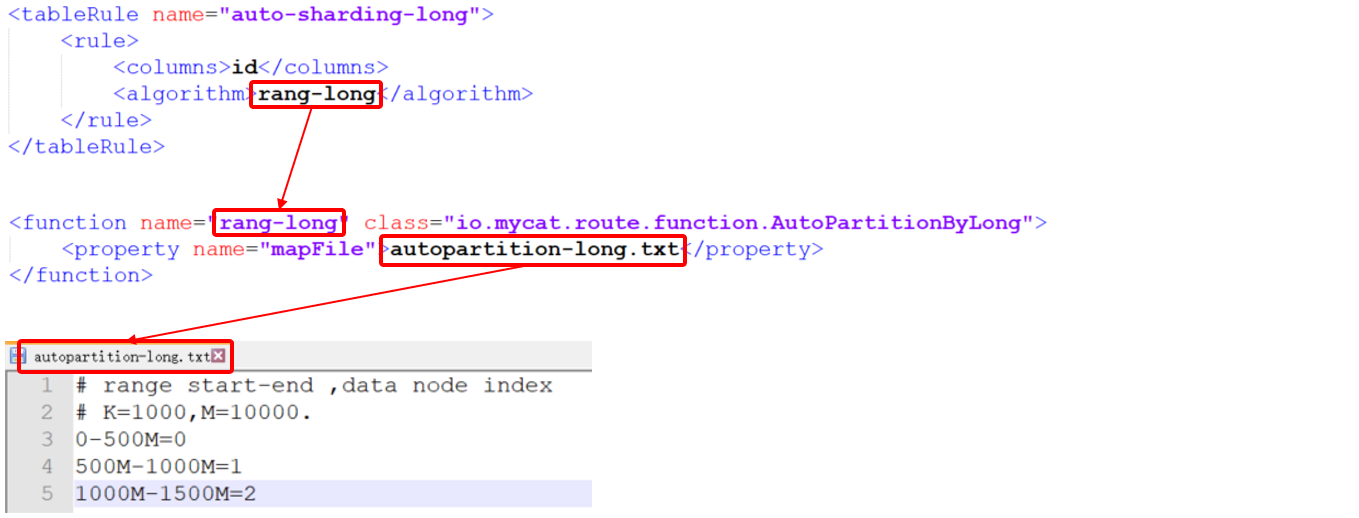 <tableRule name="auto-sharding-long">
<rule>
<columns>id</columns>
<algorithm>rang-long</algorithm>
</rule>
</tableRule>
<function name="rang-long" class="io.mycat.route.function.AutoPartitionByLong">
<property name="mapFile">autopartition-long.txt</property>
</function>
autopartition-long.txt
1 # range start-end ,data node index
2 # K=1000,M=10000.
3 0-500M=0
4 500M-1000M=1
5 1000M-1500M=2